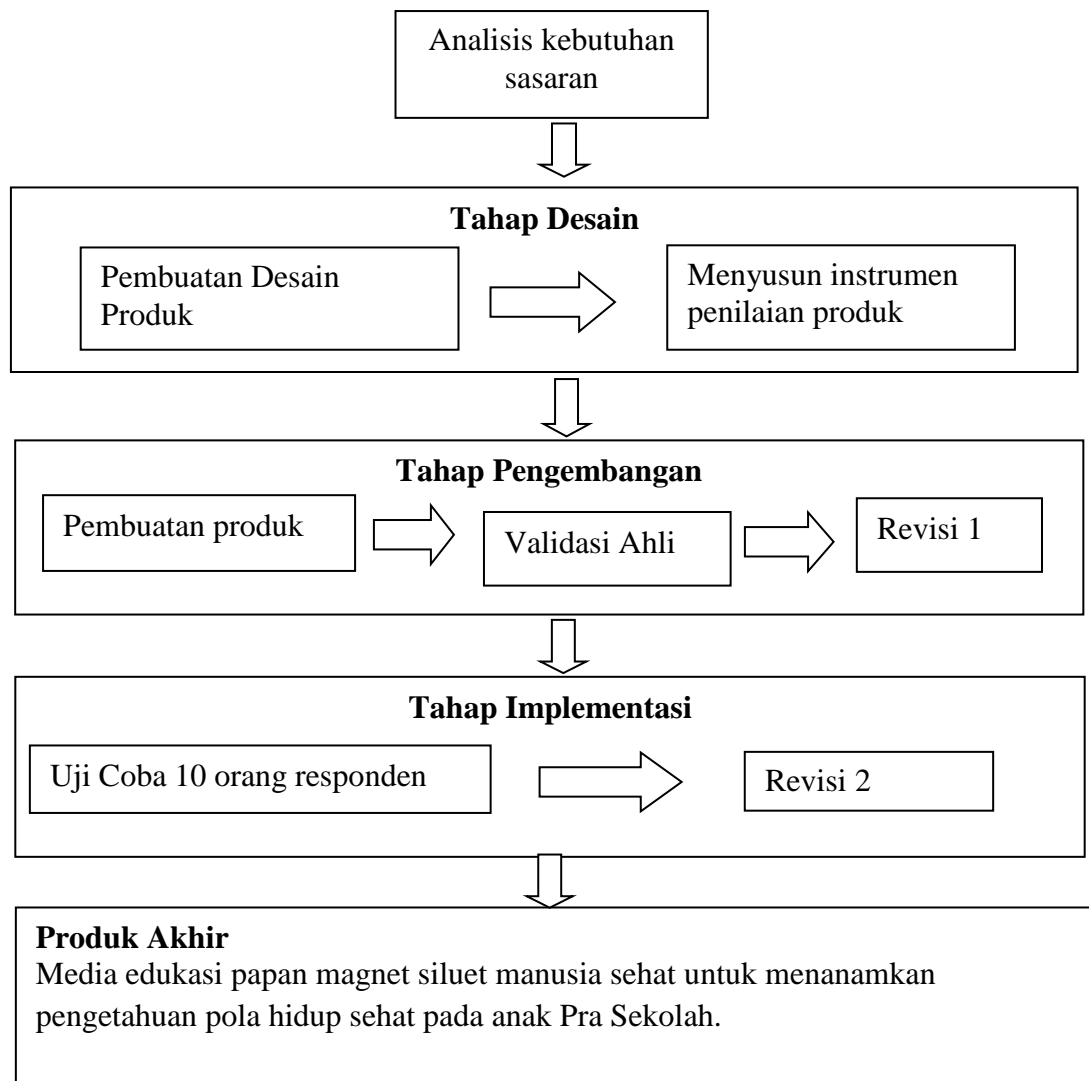 Analisis kebutuhan
sasaran
Tahap Desain
Pembuatan Desain
Produk
Menyusun instrumen
penilaian produk
Tahap Pengembangan
Pembuatan produk
Validasi Ahli
Revisi 1
Tahap Implementasi
Uji Coba 10 orang responden
Revisi 2
Produk Akhir
Media edukasi papan magnet siluet manusia sehat untuk menanamkan
pengetahuan pola hidup sehat pada anak Pra Sekolah.